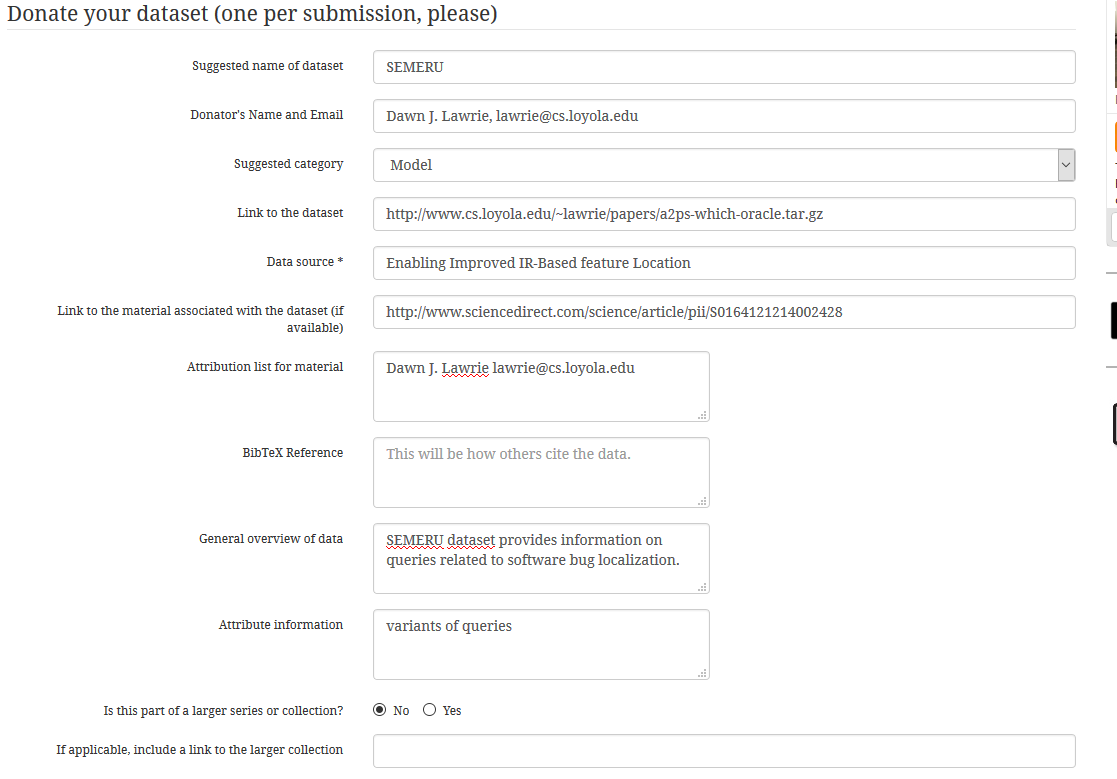 Donate your dataset (one per submission, please)
Suggested name of dataset
SEMERU
Donator's Name and Email
Dawn J. Lawrie, lawrie@cs.loyola.edu
Suggested category
Model
Link to the dataset
http://www.cs.loyola.edu/~lawrie/papers/a2ps-which-oracle.tar.gz
Data source *
Enabling Improved IR-Based feature Location
Link to the material associated with the dataset (if
available)
http://www.sciencedirect.com/science/article/pii/S0164121214002428
Attribution list for material
Dawn J. Lawrie lawrie@cs.loyola.edu
BibTeX Reference
This will be how others cite the data.
General overview of data
SEMERU dataset provides information on
queries related to software bug localization.
Attribute information
variants of queries
Is this part of a larger series or collection?
No Yes
If applicable, include a link to the larger collection